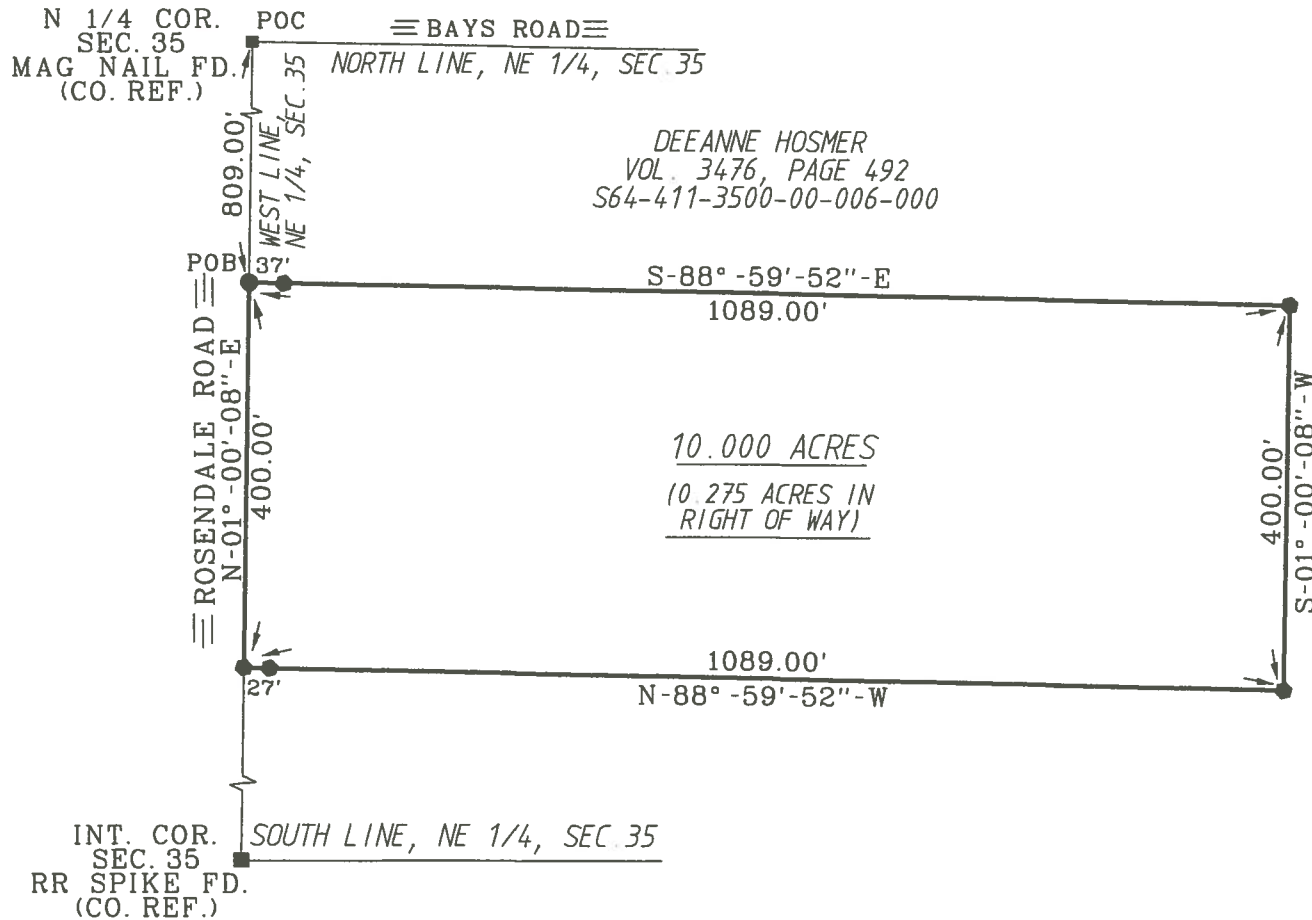 N 1/4 COR.
SEC. 35
MAG NAIL FD.
(CO. REF.)
POC
BAYS ROAD
NORTH LINE, NE 1/4, SEC.35
809.00'
WEST LINE,
NE 1/4, SEC.35
DEEANNE HOSMER
VOL. 3476, PAGE 492
S64-411-3500-00-006-000
POB
37'
S-88°-59'-52"-E
1089.00'
ROSENDALE ROAD
N-01°-00'-08"-E
400.00'
10.000 ACRES
(0.275 ACRES IN
RIGHT OF WAY)
400.00'
S-01°-00'-08"-W
27'
1089.00'
N-88°-59'-52"-W
INT. COR.
SEC. 35
RR SPIKE FD.
(CO. REF.)
SOUTH LINE, NE 1/4, SEC.35